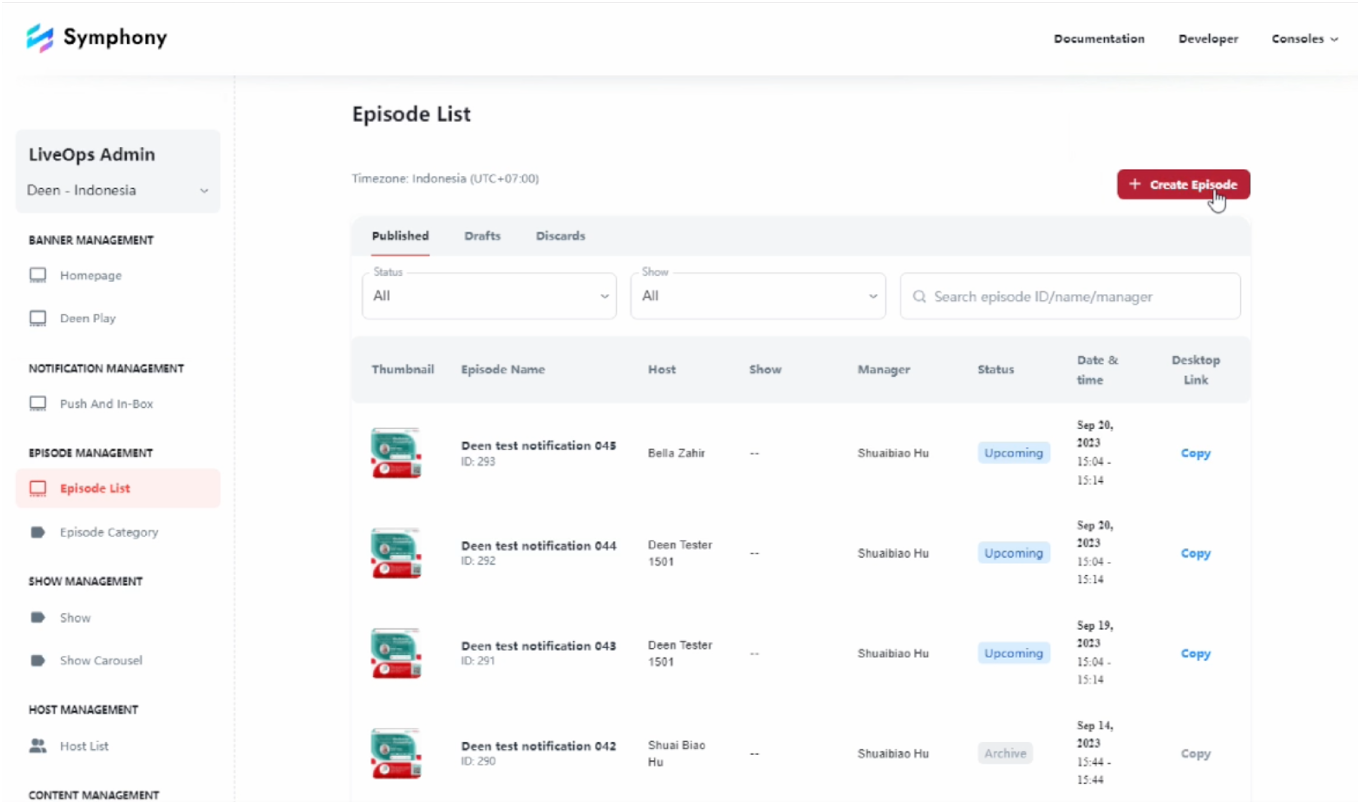 Symphony
Documentation
Developer
Consoles
Episode List
LiveOps Admin
Deen - Indonesia
Timezone: Indonesia (UTC+07:00)
+ Create Episode
BANNER MANAGEMENT
Homepage
Deen Play
NOTIFICATION MANAGEMENT
Push And In-Box
EPISODE MANAGEMENT
Episode List
Episode Category
SHOW MANAGEMENT
Show
Show Carousel
HOST MANAGEMENT
Host List
CONTENT MANAGEMENT
Published
Drafts
Discards
Status
All
Show
All
Search episode ID/name/manager
Thumbnail
Episode Name
Host
Show
Manager
Status
Date &
time
Desktop
Link
Deen test notification 045
ID: 293
Bella Zahir
--
Shuaibiao Hu
Upcoming
Sep 20,
2023
15:04 -
15:14
Copy
Deen test notification 044
ID: 292
Deen Tester
1501
--
Shuaibiao Hu
Upcoming
Sep 20,
2023
15:04 -
15:14
Copy
Deen test notification 043
ID: 291
Deen Tester
1501
--
Shuaibiao Hu
Upcoming
Sep 19,
2023
15:04 -
15:14
Copy
Deen test notification 042
ID: 290
Shuai Biao
Hu
--
Shuaibiao Hu
Archive
Sep 14,
2023
15:44 -
15:44
Copy